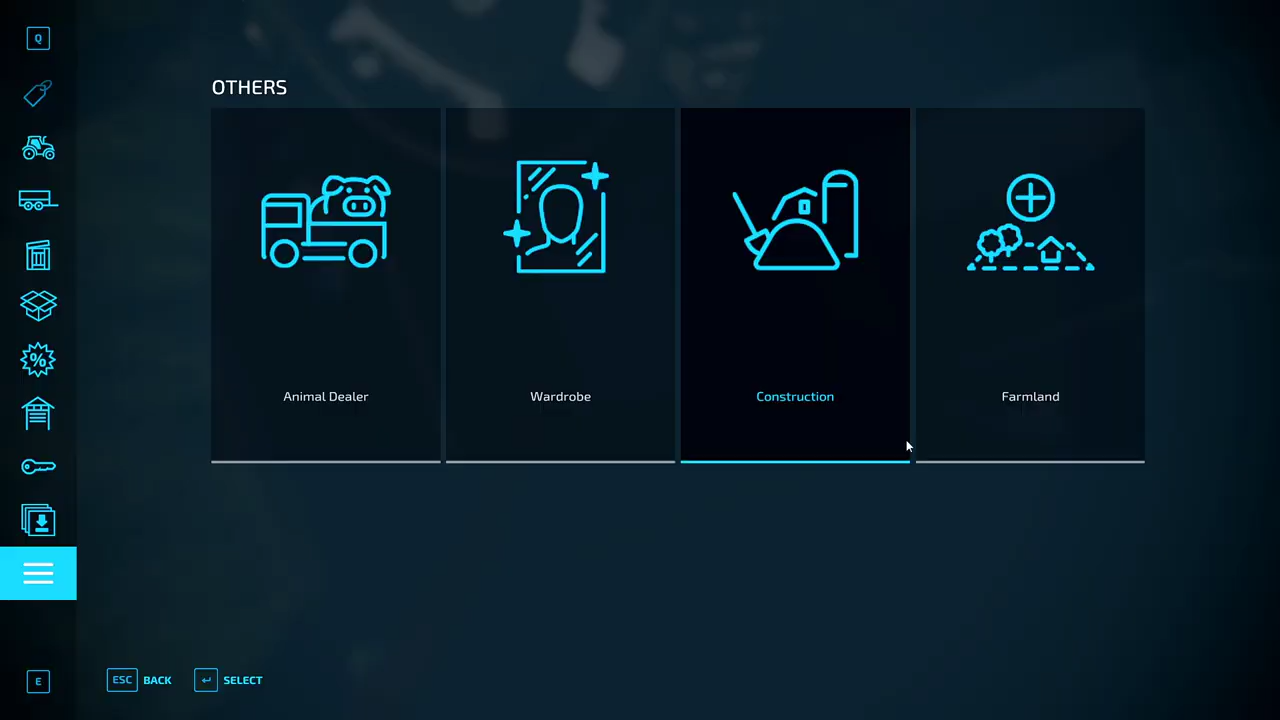 Q
OTHERS
%
Animal Dealer
Wardrobe
Construction
Farmland
E
ESC BACK
SELECT